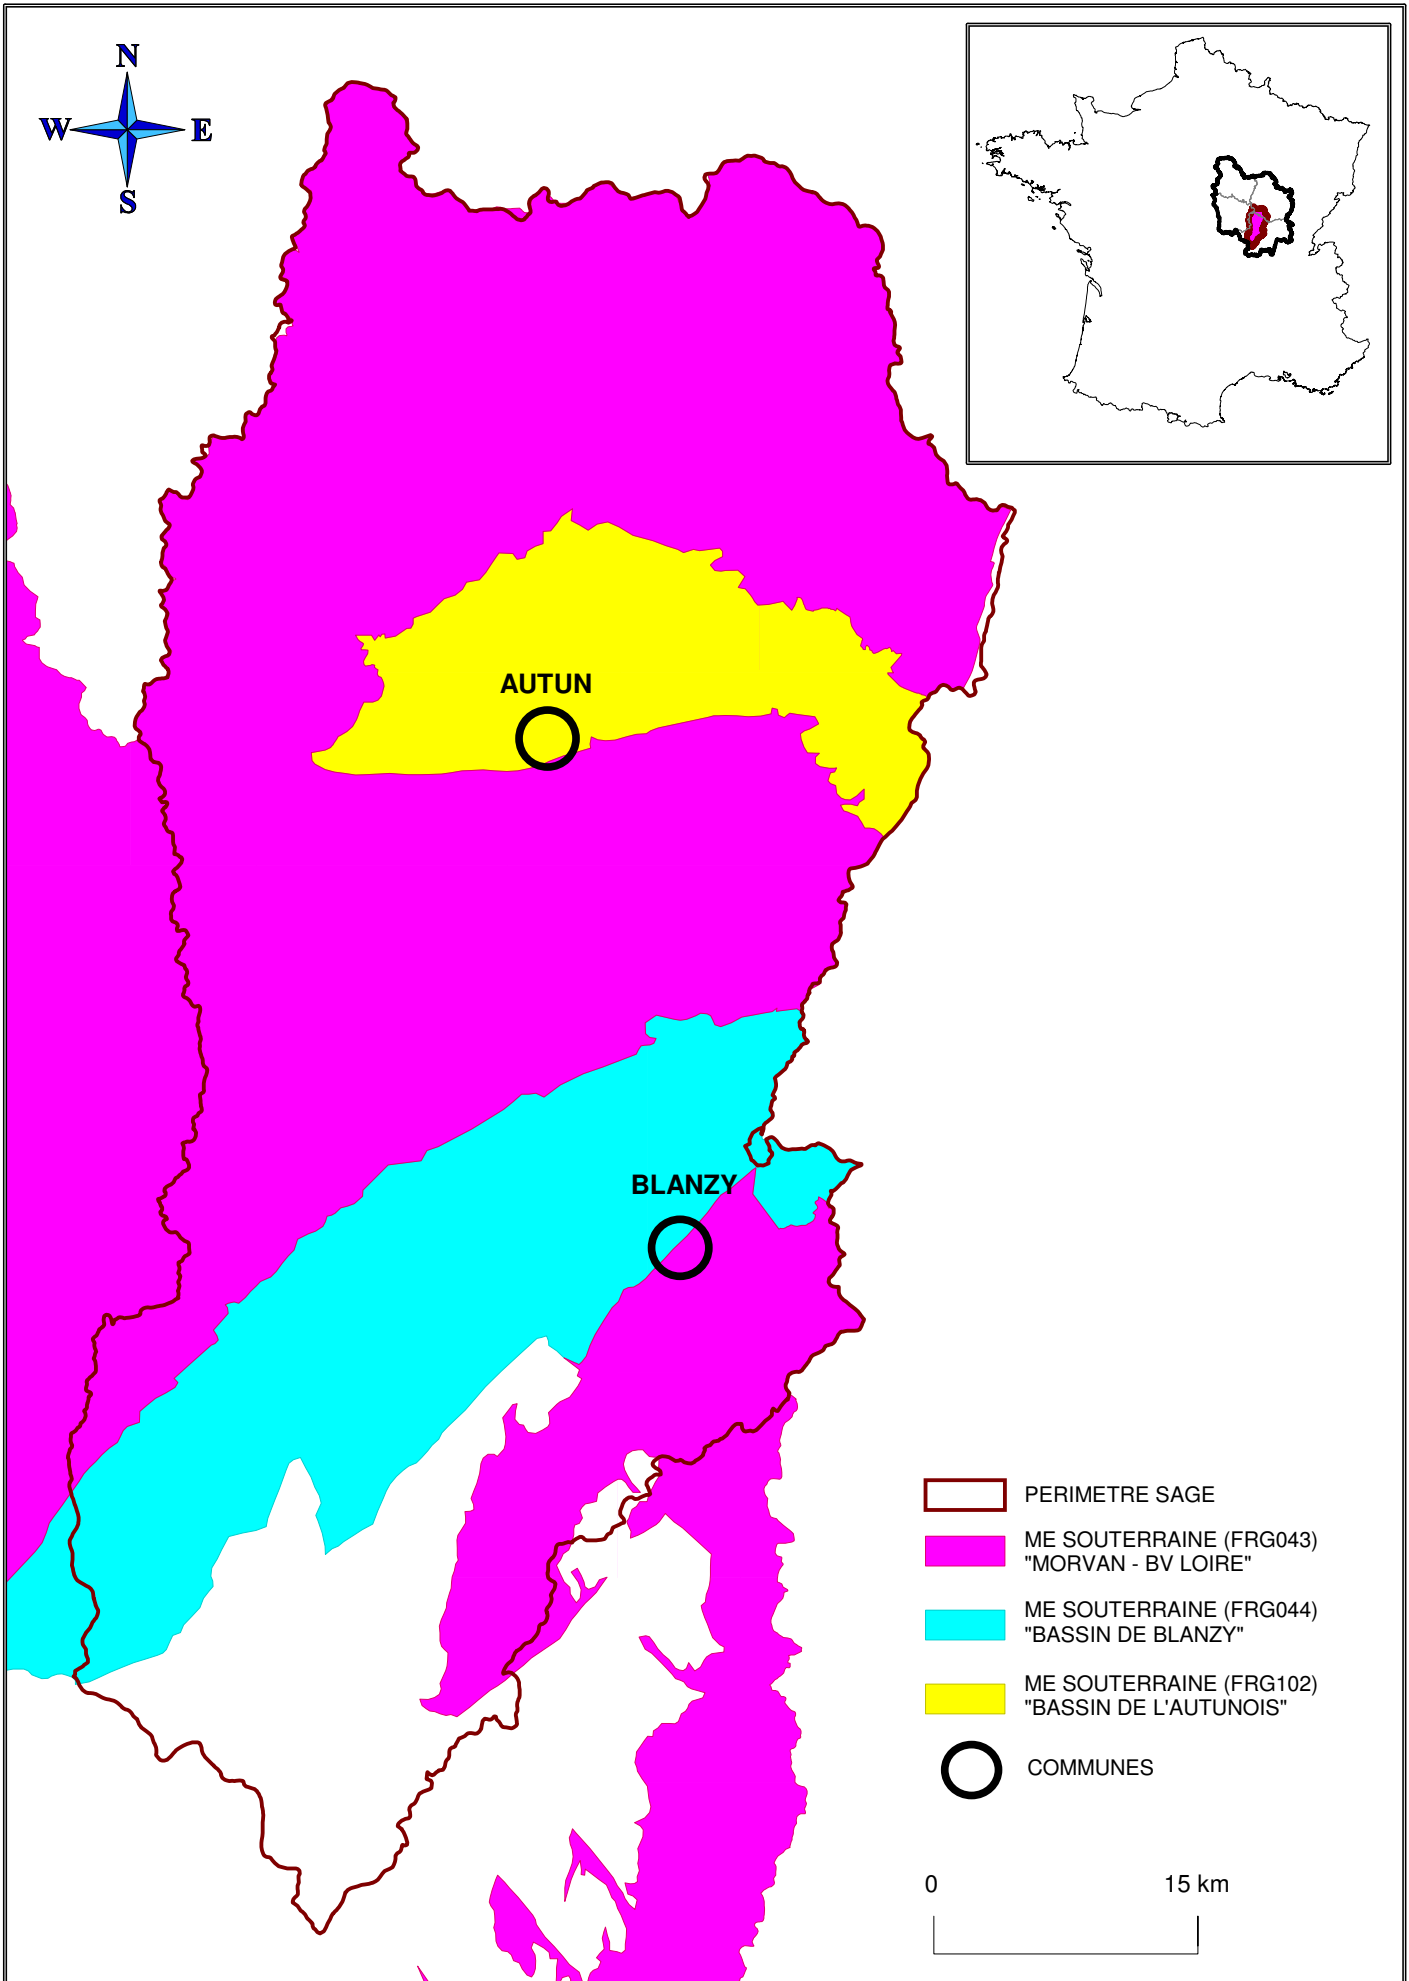 N
W E
S
AUTUN
BLANZY
PERIMETRE SAGE
ME SOUTERRAINE (FRG043)
"MORVAN - BV LOIRE"
ME SOUTERRAINE (FRG044)
"BASSIN DE BLANZY"
ME SOUTERRAINE (FRG102)
"BASSIN DE L'AUTUNOIS"
COMMUNES
0 15 km